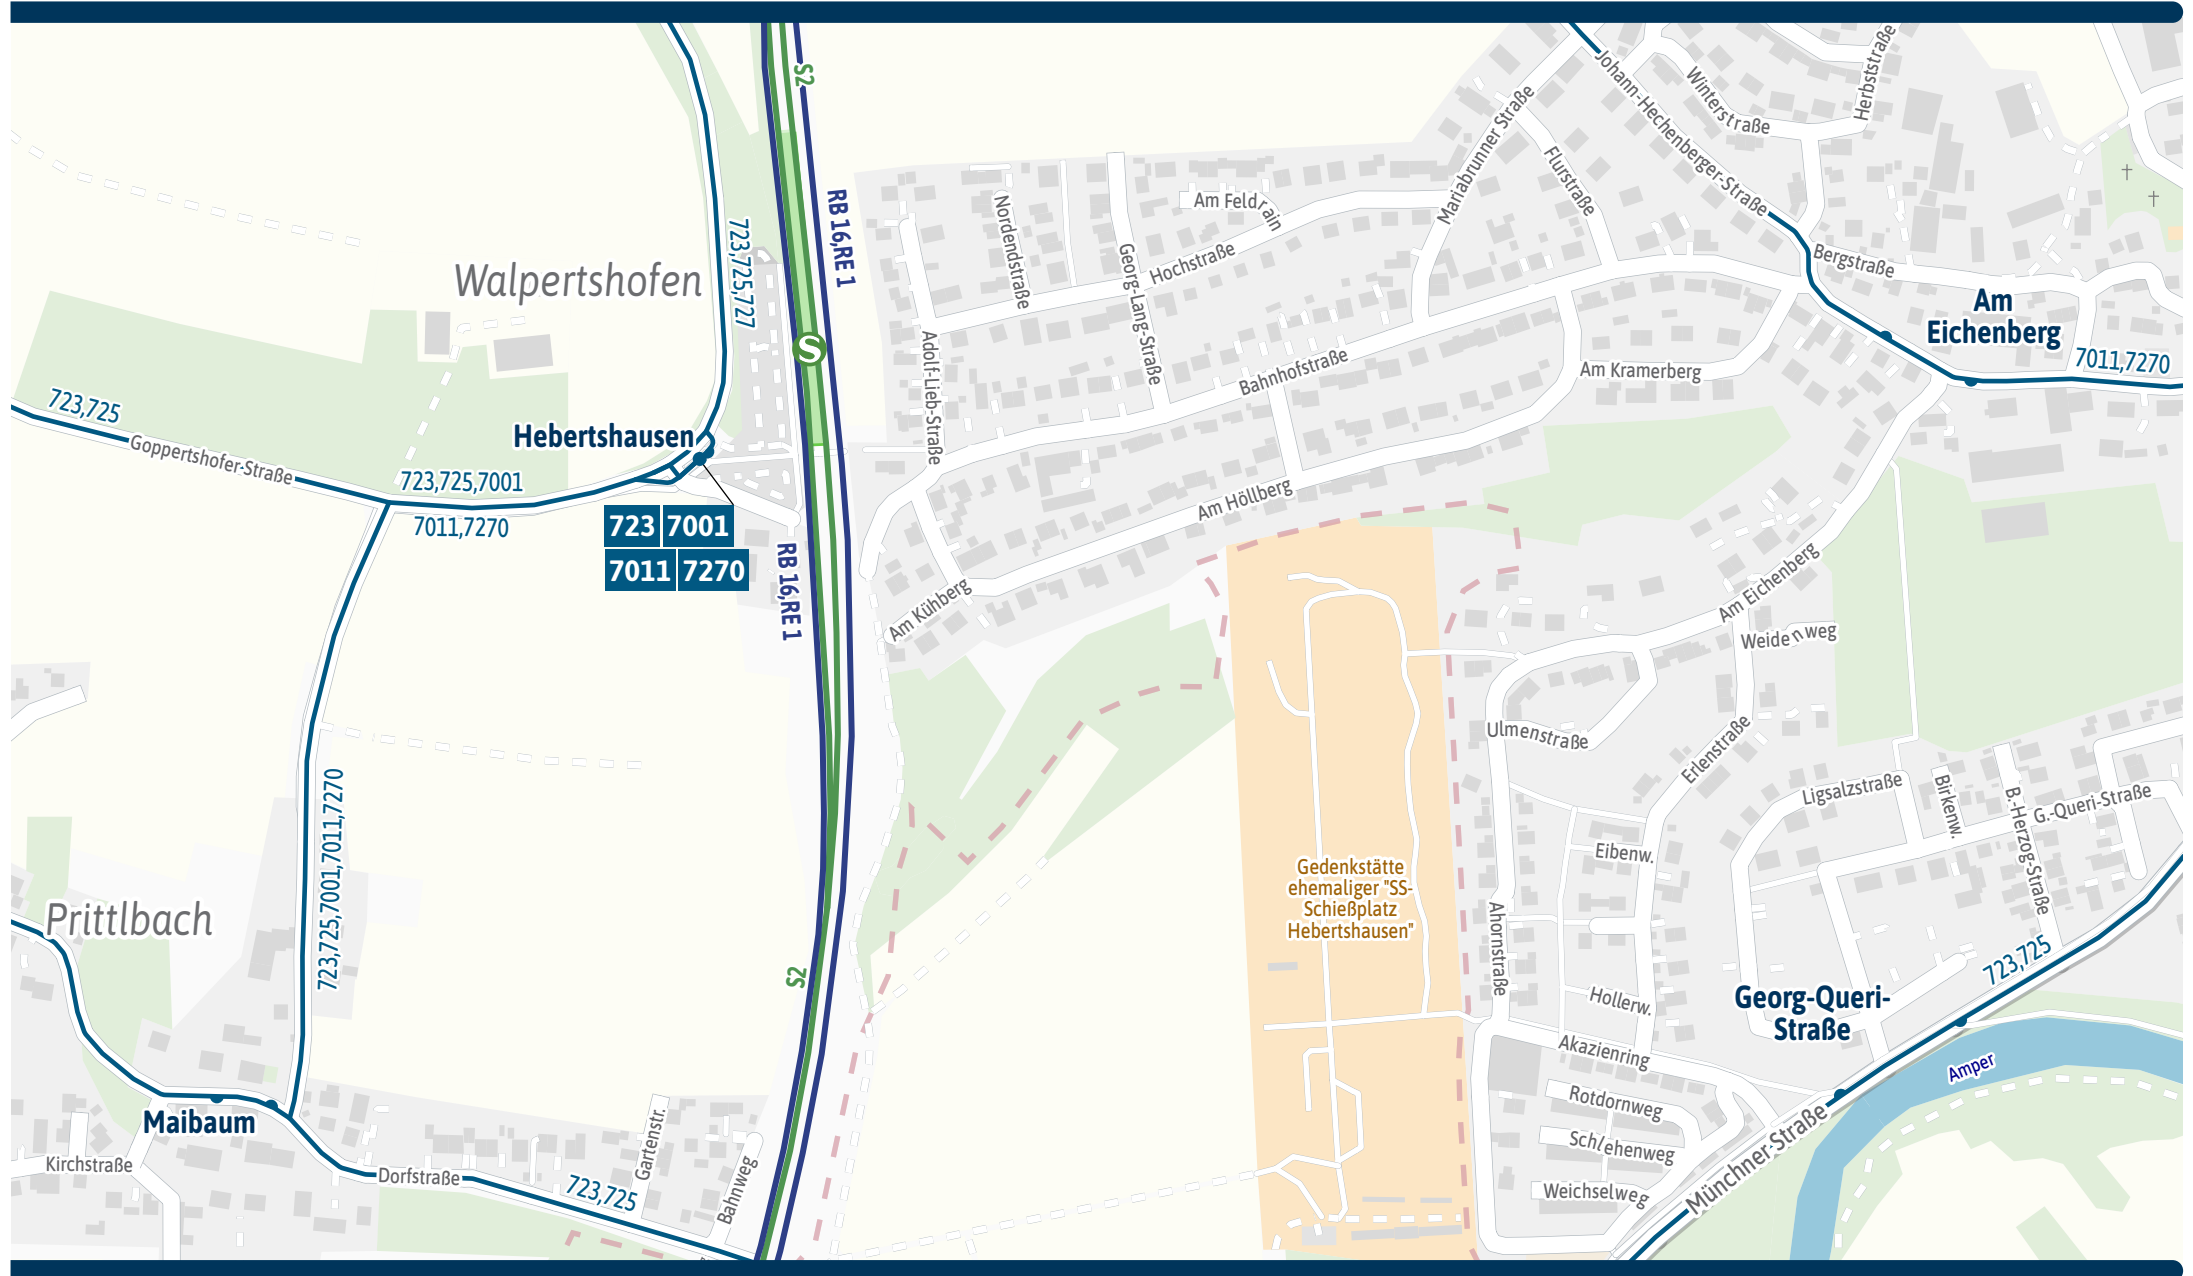 S2
Johann-Hechenberger-Straße
Winterstraße
Herbststraße
Mariabrunner Straße
Flurstraße
723,725,727
RB 16,RE 1
Nordendstraße
Am Feldrain
Georg-Lang-Straße
Hochstraße
Bergstraße
Walpertshofen
Am
Eichenberg
7011,7270
S
Adolf-Lieb-Straße
Bahnhofstraße
Am Kramerberg
723,725
Goppertshofer-Straße
Hebertshausen
723,725,7001
7011,7270
723
7001
7011
7270
RB 16,RE 1
Am Höllberg
Am Kühberg
Am Eichenberg
Weidenweg
Ulmenstraße
Erlenstraße
Ligsalzstraße
Birkenw.
B.-Herzog-Straße
G.-Queri-Straße
723,725,7001,7011,7270
Eibenw.
Gedenkstätte
ehemaliger "SS-
Schießplatz
Hebertshausen"
Prittlbach
Ahornstraße
S2
723,725
Hollerw.
Georg-Queri-
Straße
Akazienring
Amper
Rotdornweg
Maibaum
Schlehenweg
Münchner-Straße
Kirchstraße
Dorfstraße
723,725
Gartenstr.
Bahnweg
Weichselweg